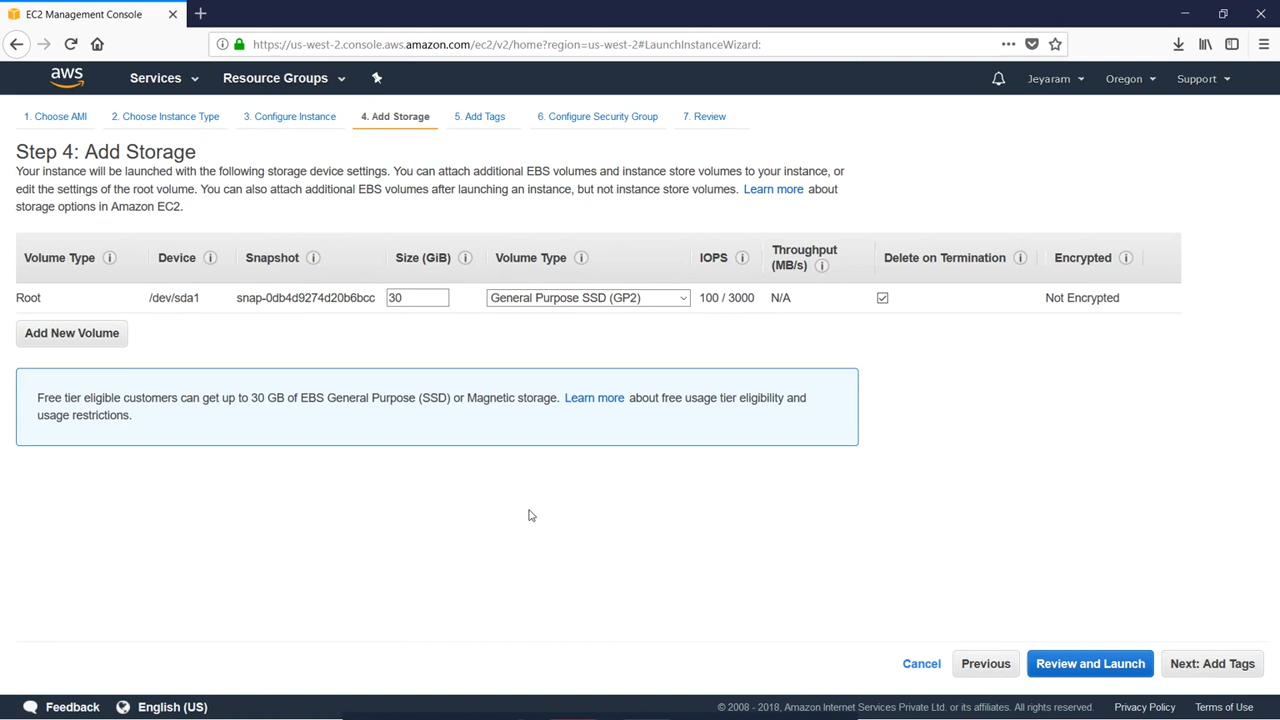 EC2 Management Console
https://us-west-2.console.aws.amazon.com/ec2/v2/home?region=us-west-2#LaunchInstanceWizard:
aws Services Resource Groups Jeyaram Oregon Support
1. Choose AMI 2. Choose Instance Type 3. Configure Instance 4. Add Storage 5. Add Tags 6. Configure Security Group 7. Review
Step 4: Add Storage
Your instance will be launched with the following storage device settings. You can attach additional EBS volumes and instance store volumes to your instance, or
edit the settings of the root volume. You can also attach additional EBS volumes after launching an instance, but not instance store volumes. Learn more about
storage options in Amazon EC2.
Volume Type Device Snapshot Size (GiB) Volume Type IOPS Throughput (MB/s) Delete on Termination Encrypted
Root /dev/sda1 snap-0db4d9274d20b6bcc 30 General Purpose SSD (GP2) 100 / 3000 N/A Not Encrypted
Add New Volume
Free tier eligible customers can get up to 30 GB of EBS General Purpose (SSD) or Magnetic storage. Learn more about free usage tier eligibility and
usage restrictions.
Cancel Previous Review and Launch Next: Add Tags
Feedback English (US) © 2008 - 2018, Amazon Internet Services Private Ltd. or its affiliates. All rights reserved. Privacy Policy Terms of Use